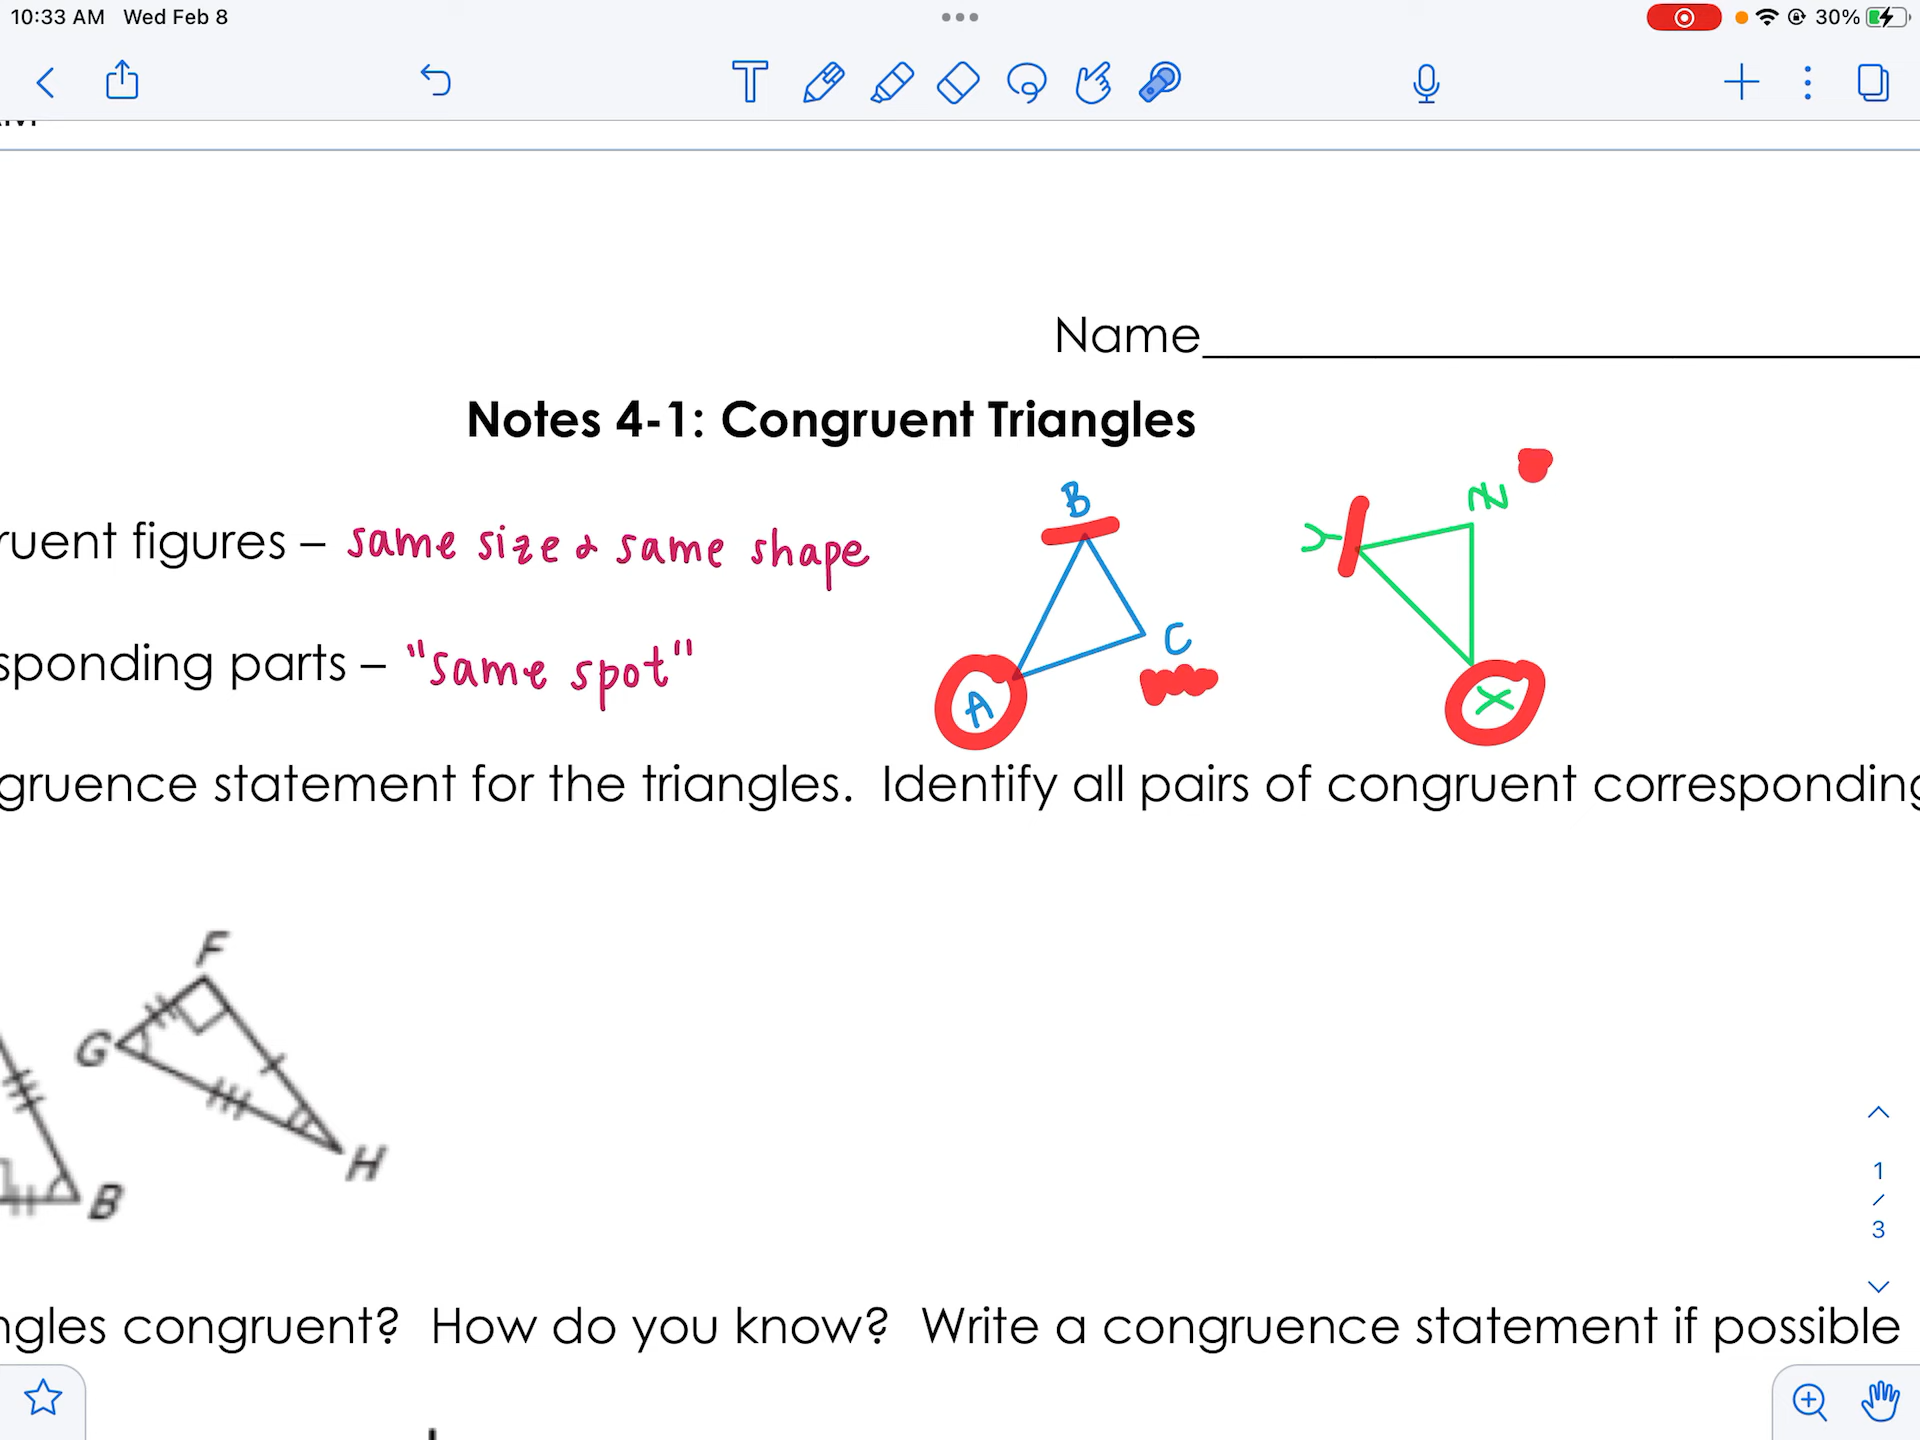 10:33 AM Wed Feb 8
30%
Name
Notes 4-1: Congruent Triangles
ruent figures – same size & same shape
B
Y
Z
sponding parts – "same spot"
C
A
X
gruence statement for the triangles. Identify all pairs of congruent corresponding
F
G
H
B
1
/
3
ngles congruent? How do you know? Write a congruence statement if possible